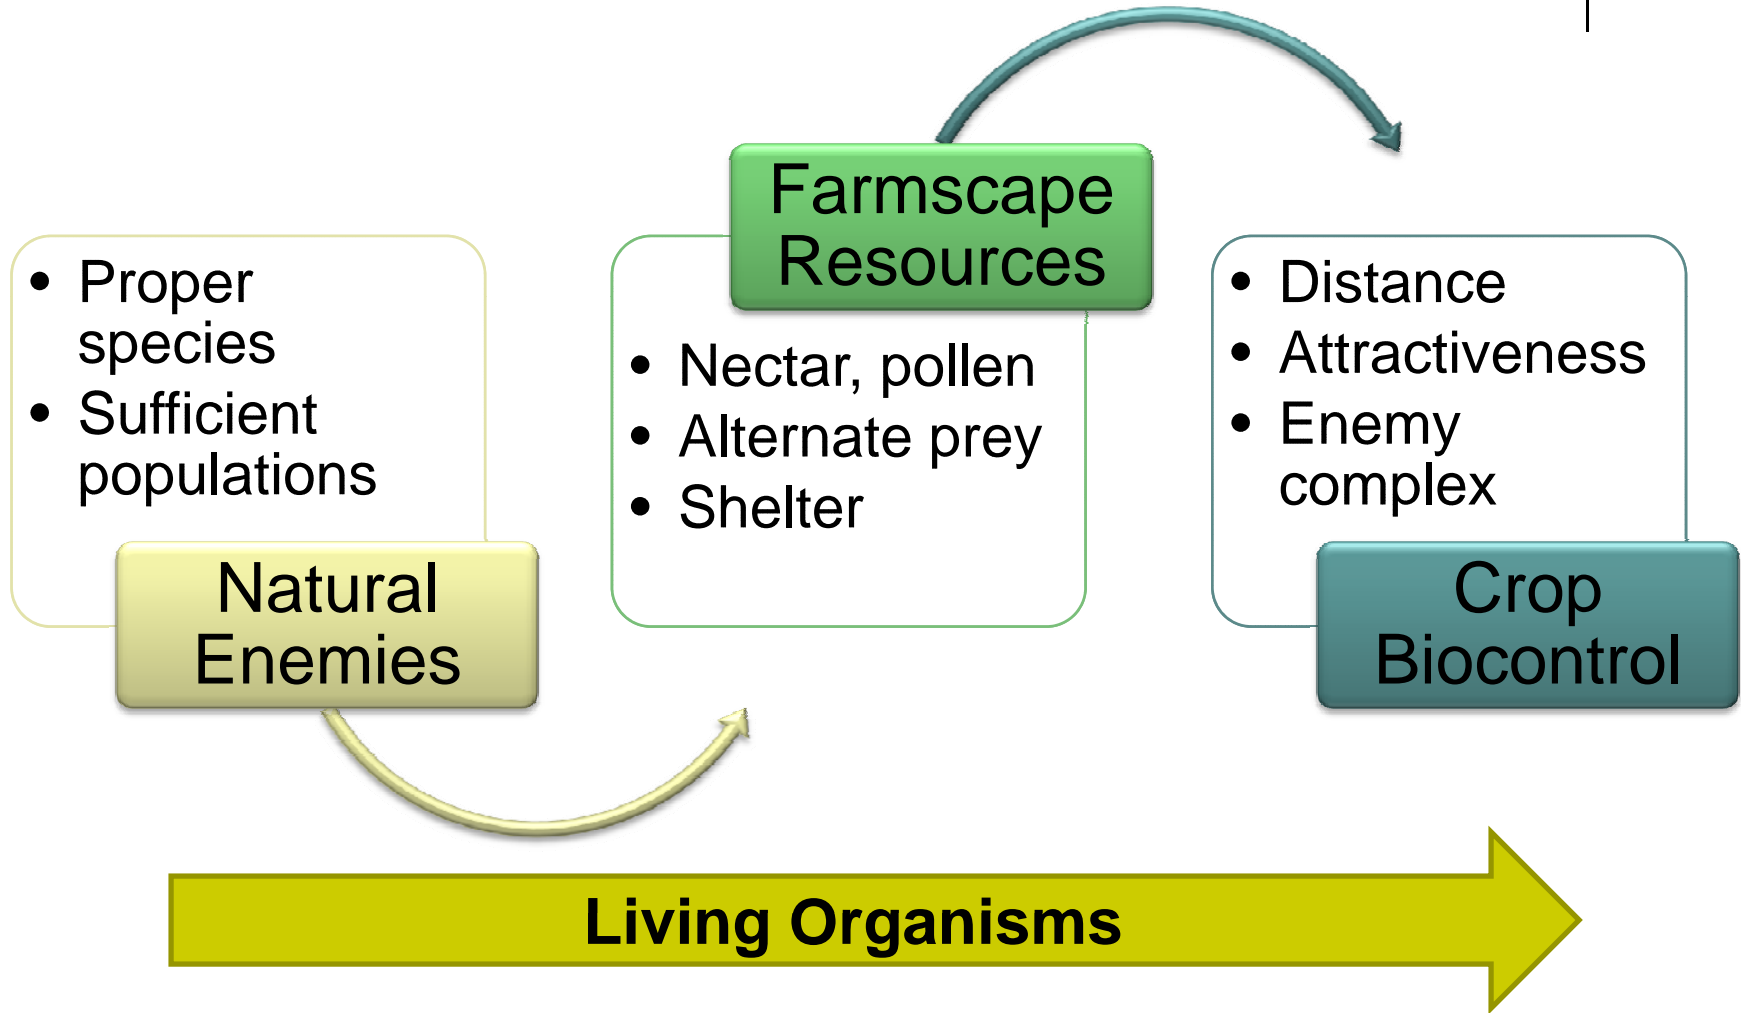 • Proper
species
• Sufficient
populations
Natural
Enemies
Farmscape
Resources
• Nectar, pollen
• Alternate prey
• Shelter
• Distance
• Attractiveness
• Enemy
complex
Crop
Biocontrol
Living Organisms